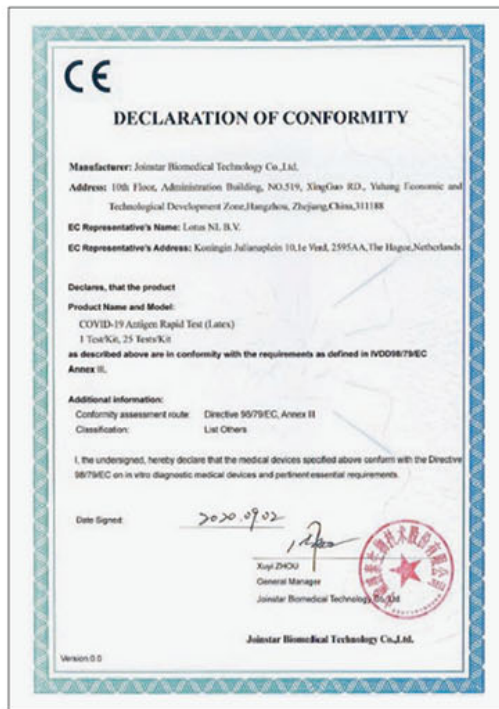 CE
DECLARATION OF CONFORMITY
Manufacturer: Joinstar Biomedical Technology Co.,Ltd.
Address: 10th Floor, Administration Building, NO.519, XingGuo RD., Yuhang Economic and
Technological Development Zone,Hangzhou, Zhejiang,China,311188
EC Representative's Name: Lotus NL B.V.
EC Representative's Address: Koningin Julianaplein 10,1e Verd, 2595AA,The Hague,Netherlands.
Declares, that the product
Product Name and Model:
COVID-19 Antigen Rapid Test (Latex)
1 Test/Kit, 25 Tests/Kit
as described above are in conformity with the requirements as defined in IVDD98/79/EC
Annex III.
Additional information:
Conformity assessment route: Directive 98/79/EC, Annex III
Classification: List Others
I, the undersigned, hereby declare that the medical devices specified above conform with the Directive
98/79/EC on in vitro diagnostic medical devices and pertinent essential requirements.
Date Signed: 2020.09.02
Xuyi ZHOU
General Manager
Joinstar Biomedical Technology Co.,Ltd.
Joinstar Biomedical Technology Co.,Ltd.
Version:0.0